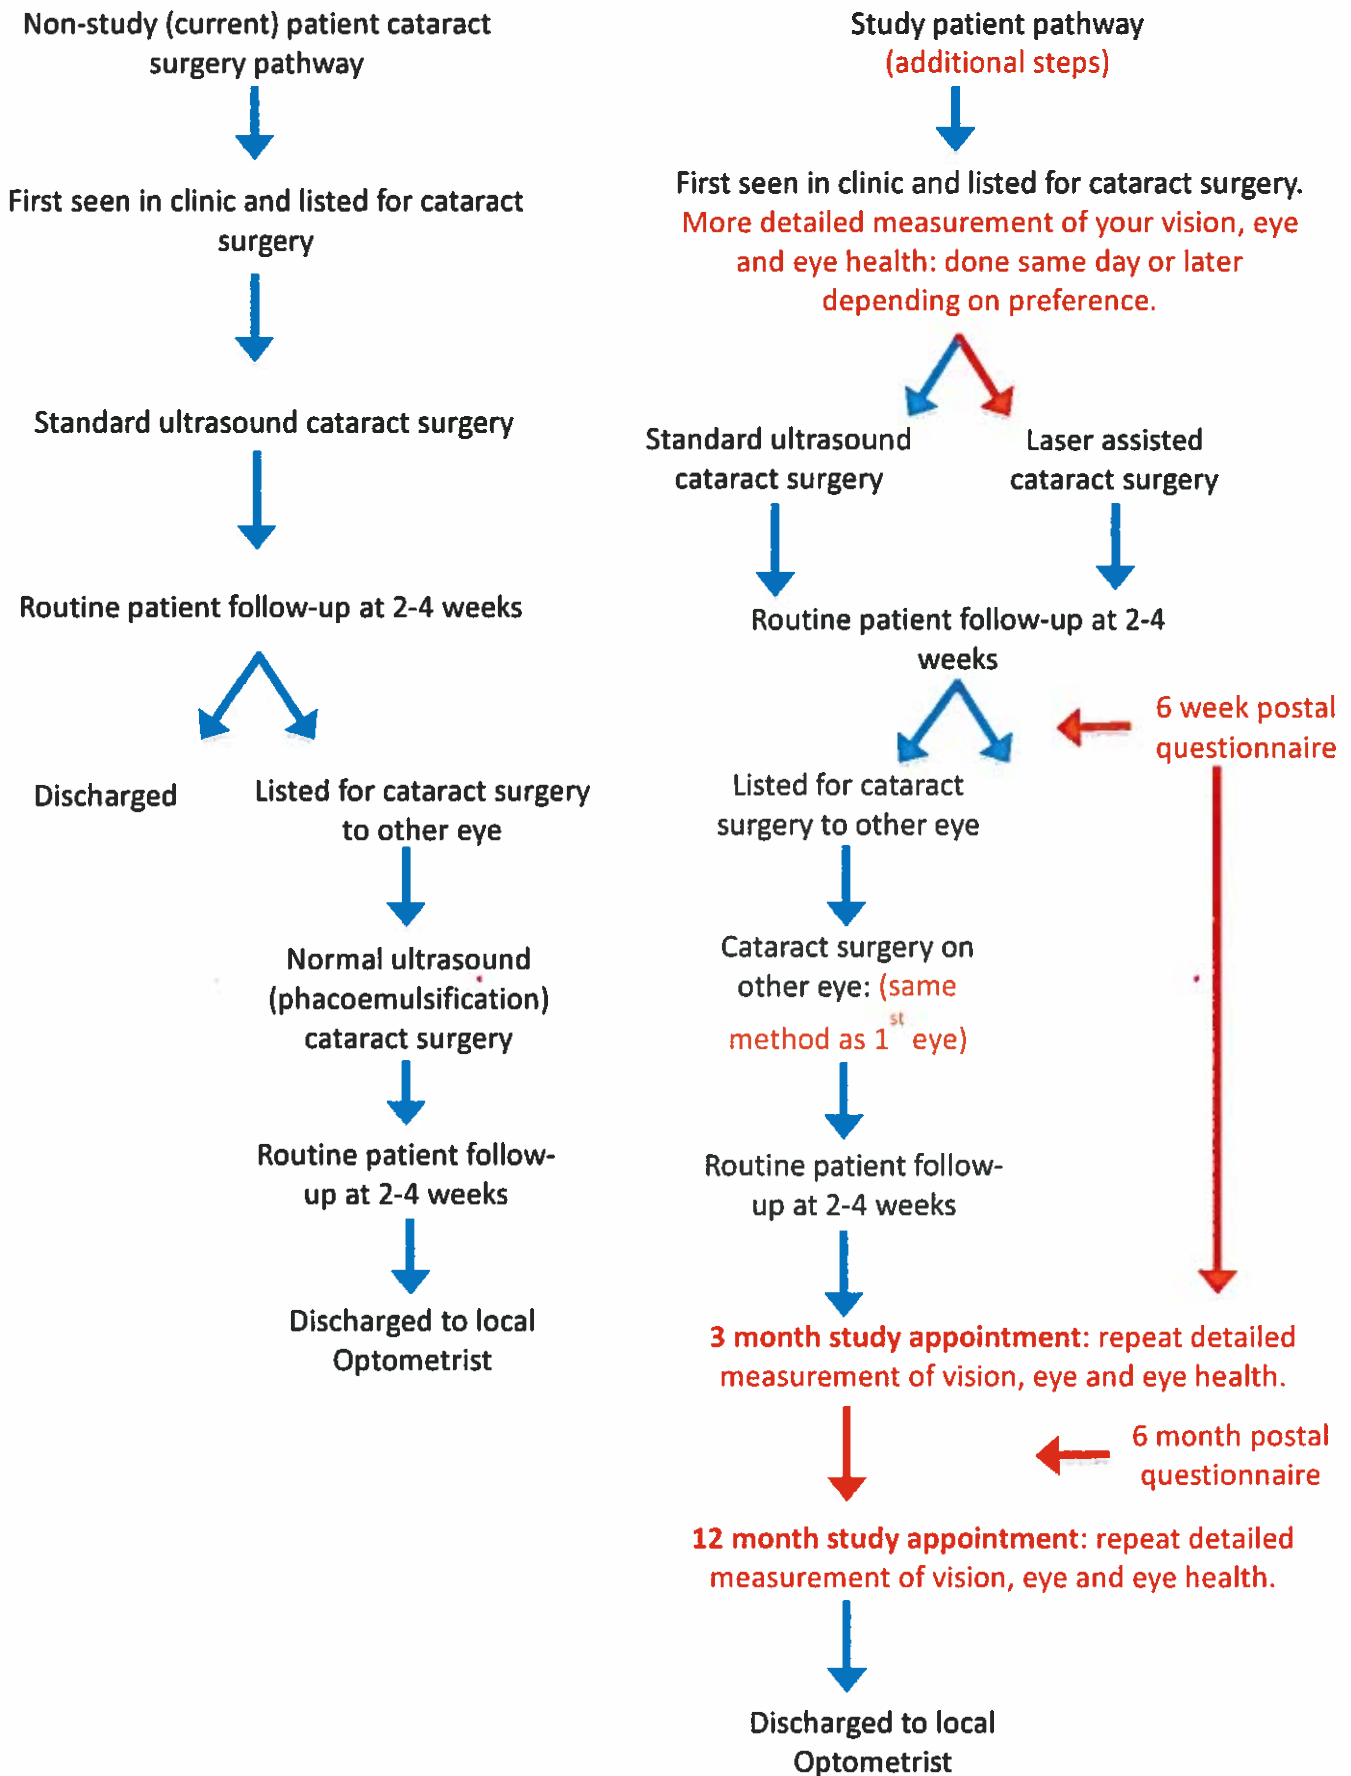 Non-study (current) patient cataract
surgery pathway
First seen in clinic and listed for cataract
surgery
Standard ultrasound cataract surgery
Routine patient follow-up at 2-4 weeks
Discharged
Listed for cataract surgery
to other eye
Normal ultrasound
(phacoemulsification)
cataract surgery
Routine patient follow-
up at 2-4 weeks
Discharged to local
Optometrist
Study patient pathway
(additional steps)
First seen in clinic and listed for cataract surgery.
More detailed measurement of your vision, eye
and eye health: done same day or later
depending on preference.
Standard ultrasound
cataract surgery
Laser assisted
cataract surgery
Routine patient follow-up at 2-4
weeks
6 week postal
questionnaire
Listed for cataract
surgery to other eye
Cataract surgery on
other eye: (same
method as 1st eye)
Routine patient follow-
up at 2-4 weeks
3 month study appointment: repeat detailed
measurement of vision, eye and eye health.
6 month postal
questionnaire
12 month study appointment: repeat detailed
measurement of vision, eye and eye health.
Discharged to local
Optometrist